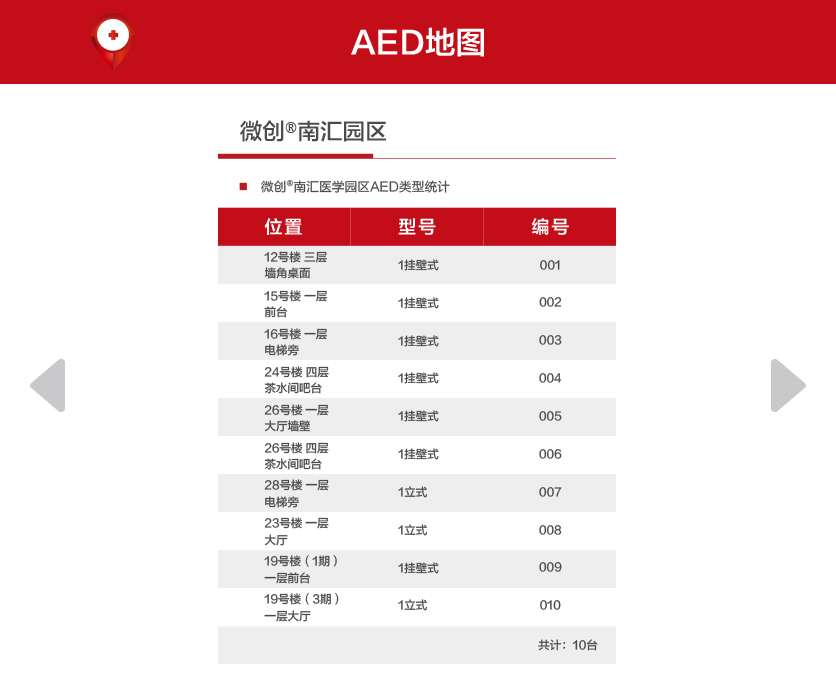 AED地图
微创®南汇园区
微创®南汇医学园区AED类型统计
位置 型号 编号
12号楼 三层
墙角桌面
1挂壁式
001
15号楼 一层
前台
1挂壁式
002
16号楼 一层
电梯旁
1挂壁式
003
24号楼 四层
茶水间吧台
1挂壁式
004
26号楼 一层
大厅墙壁
1挂壁式
005
26号楼 四层
茶水间吧台
1挂壁式
006
28号楼 一层
电梯旁
1立式
007
23号楼 一层
大厅
1立式
008
19号楼（1期）
一层前台
1挂壁式
009
19号楼（3期）
一层大厅
1立式
010
共计：10台